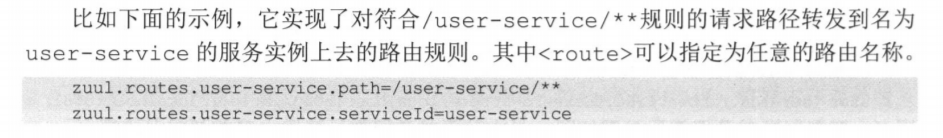 比如下面的示例，它实现了对符合/user-service/**规则的请求路径转发到名为
user-service 的服务实例上去的路由规则。其中<route>可以指定为任意的路由名称。
zuul.routes.user-service.path=/user-service/**
zuul.routes.user-service.serviceId=user-service